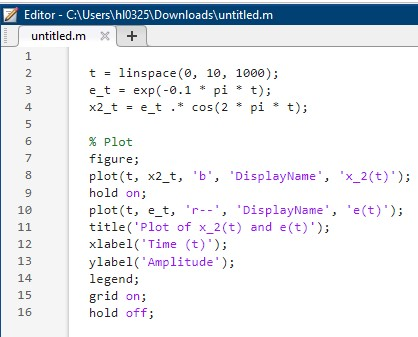 Editor - C:\Users\hl0325\Downloads\untitled.m
untitled.m × +
1
2 t = linspace(0, 10, 1000);
3 e_t = exp(-0.1 * pi * t);
4 x2_t = e_t .* cos(2 * pi * t);
5
6 % Plot
7 figure;
8 plot(t, x2_t, 'b', 'DisplayName', 'x_2(t)');
9 hold on;
10 plot(t, e_t, 'r--', 'DisplayName', 'e(t)');
11 title('Plot of x_2(t) and e(t)');
12 xlabel('Time (t)');
13 ylabel('Amplitude');
14 legend;
15 grid on;
16 hold off;